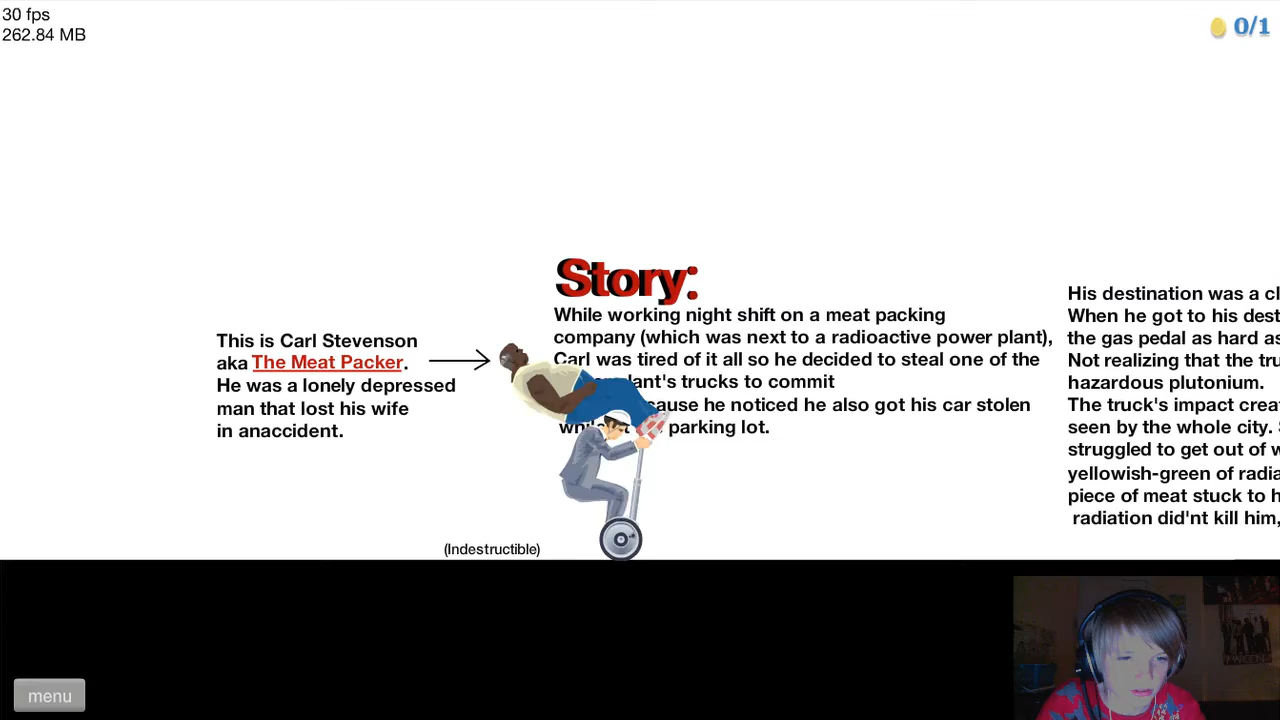 30 fps
262.84 MB
0/1
This is Carl Stevenson
aka The Meat Packer.
He was a lonely depressed
man that lost his wife
in anaccident.
(Indestructible)
Story:
While working night shift on a meat packing
company (which was next to a radioactive power plant),
Carl was tired of it all so he decided to steal one of the
lant's trucks to commit
cause he noticed he also got his car stolen
parking lot.
His destination was a cl
When he got to his dest
the gas pedal as hard as
Not realizing that the tru
hazardous plutonium.
The truck's impact crea
seen by the whole city. S
struggled to get out of w
yellowish-green of radia
piece of meat stuck to h
radiation did'nt kill him,
menu